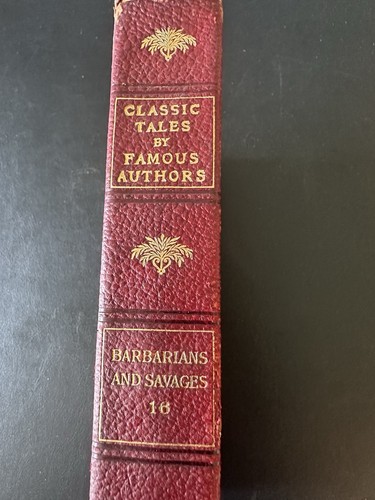 CLASSIC
TALES
BY
FAMOUS
AUTHORS
BARBARIANS
AND SAVAGES
16